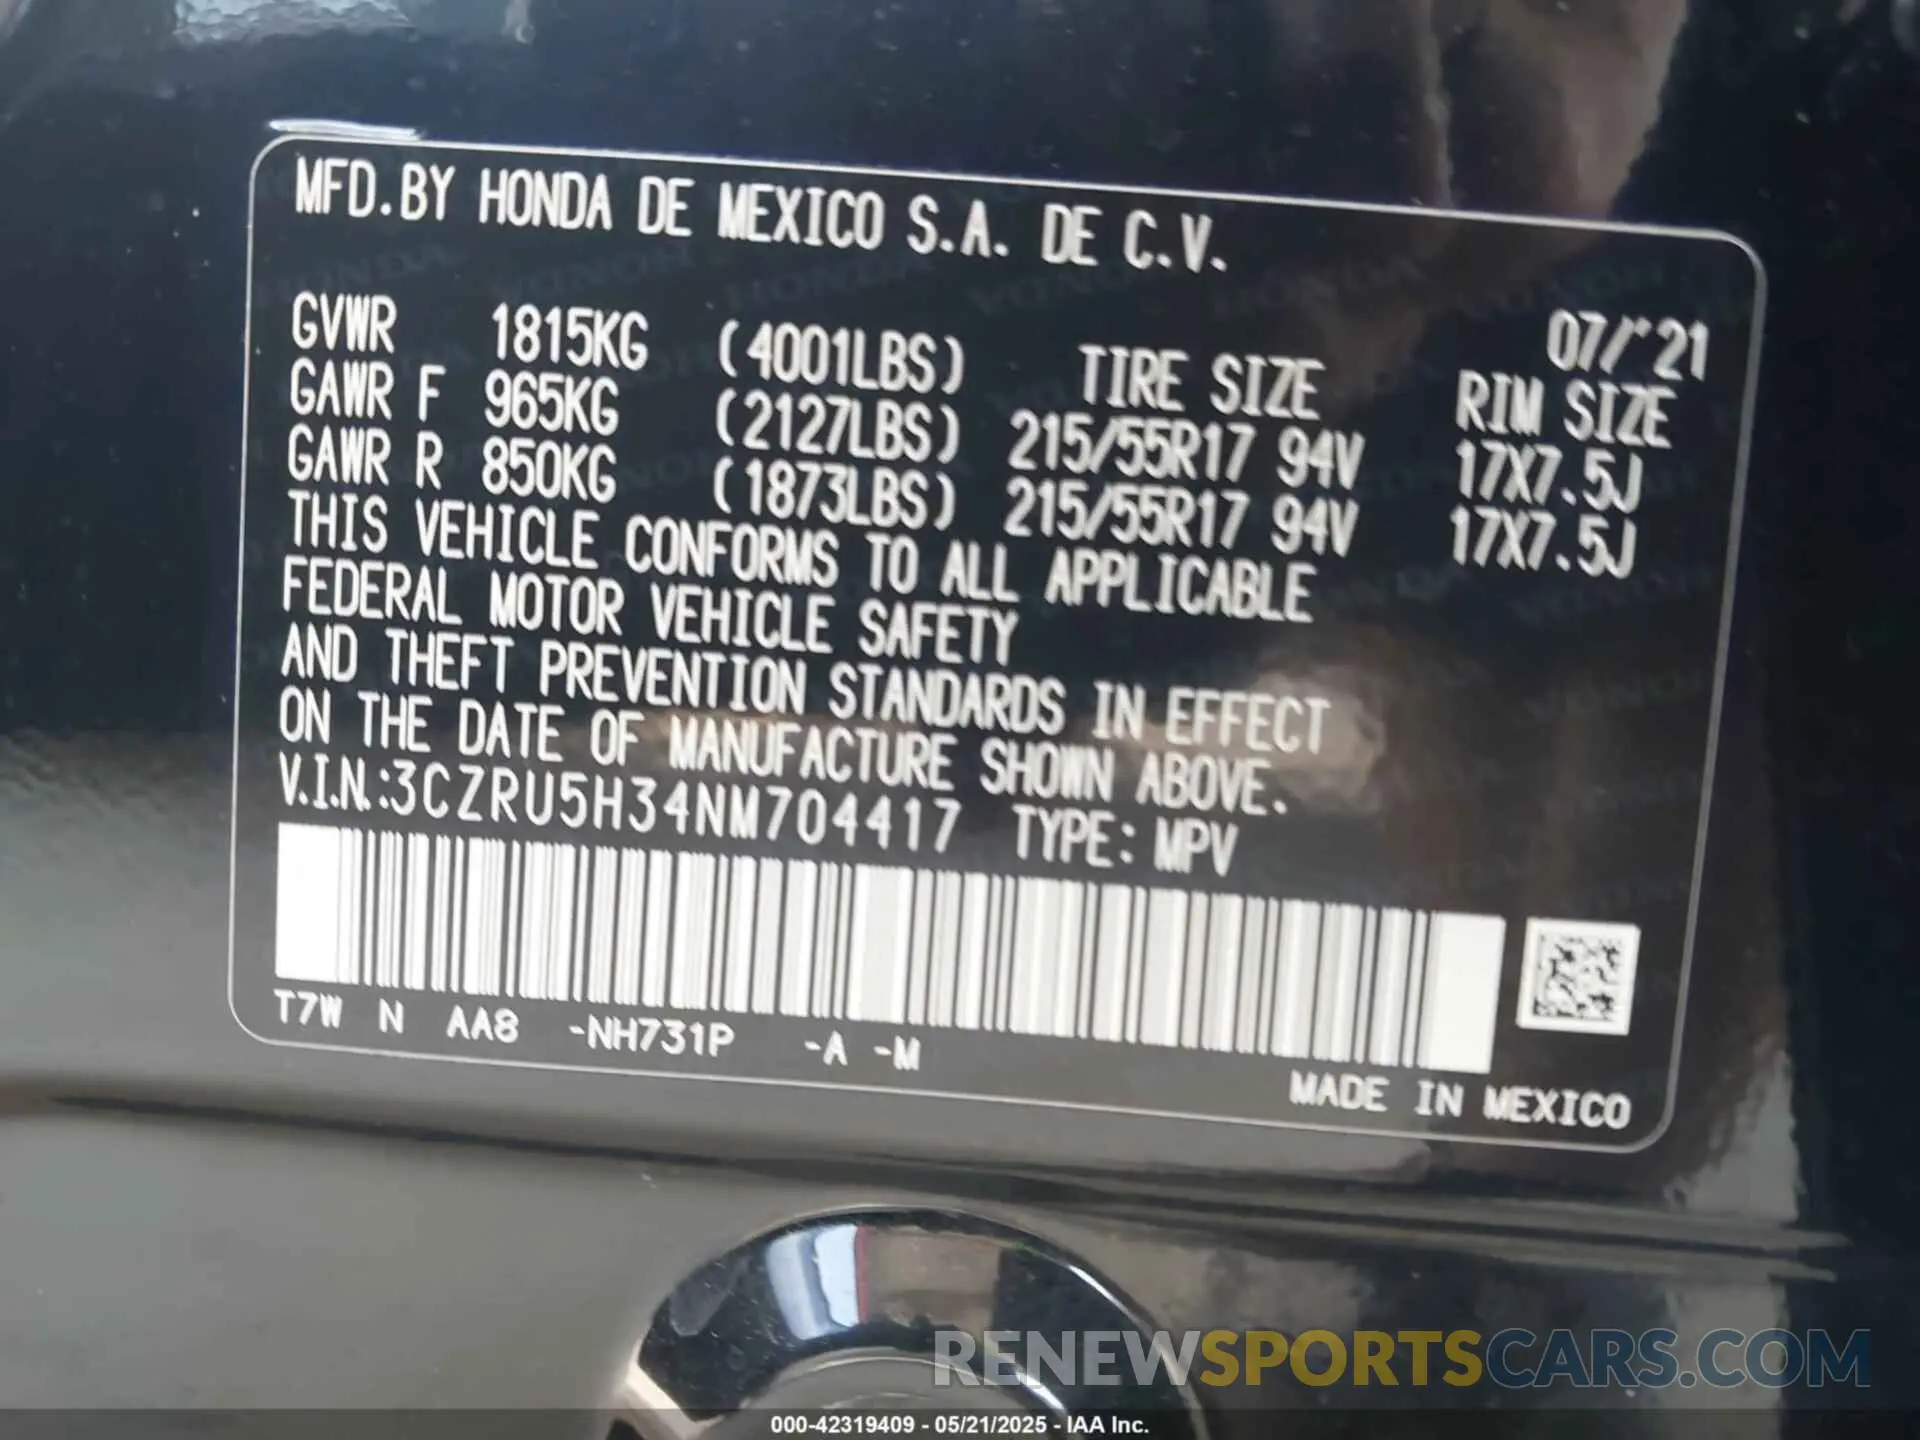 MFD.BY HONDA DE MEXICO S.A. DE C.V.
07/'21
GVWR 1815KG (4001LBS) TIRE SIZE RIM SIZE
GAWR F 965KG (2127LBS) 215/55R17 94V 17X7.5J
GAWR R 850KG (1873LBS) 215/55R17 94V 17X7.5J
THIS VEHICLE CONFORMS TO ALL APPLICABLE
FEDERAL MOTOR VEHICLE SAFETY
AND THEFT PREVENTION STANDARDS IN EFFECT
ON THE DATE OF MANUFACTURE SHOWN ABOVE.
V.I.N.:3CZRU5H34NM704417 TYPE: MPV
T7W N AA8 -NH731P -A -M
MADE IN MEXICO
RENEWSPORTSCARS.COM
000-42319409 - 05/21/2025 - IAA Inc.